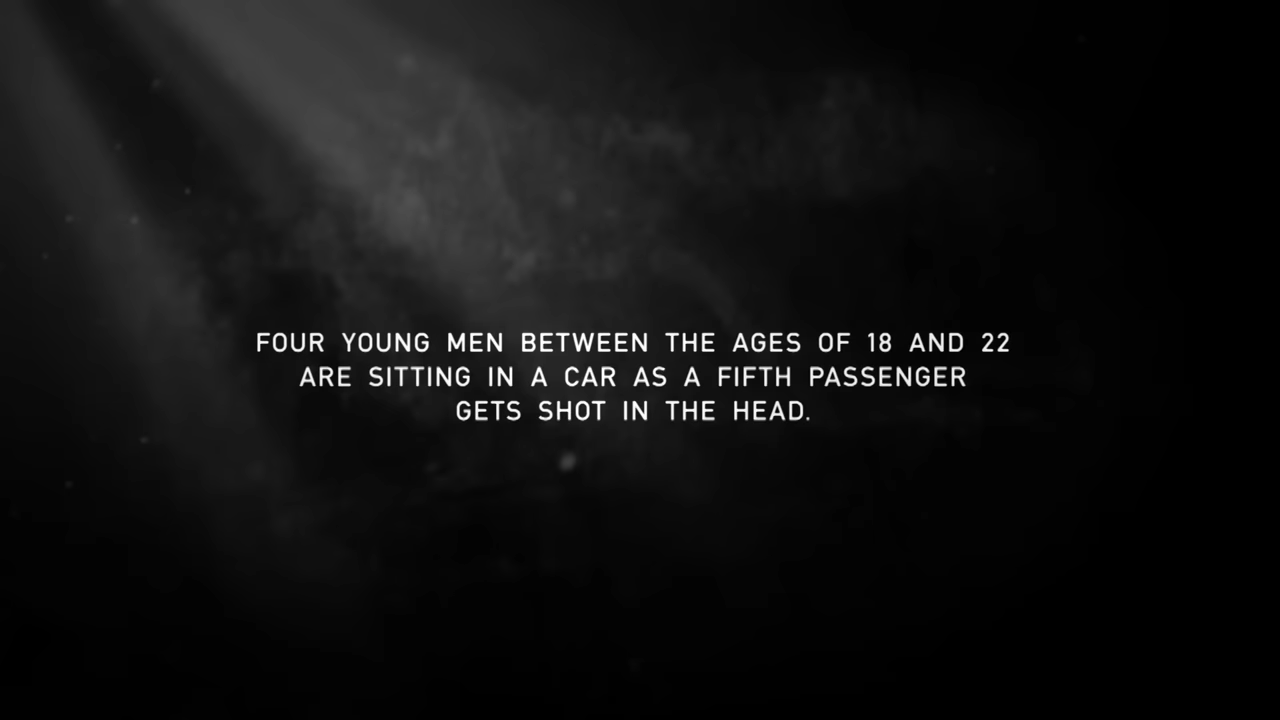 FOUR YOUNG MEN BETWEEN THE AGES OF 18 AND 22
ARE SITTING IN A CAR AS A FIFTH PASSENGER
GETS SHOT IN THE HEAD.